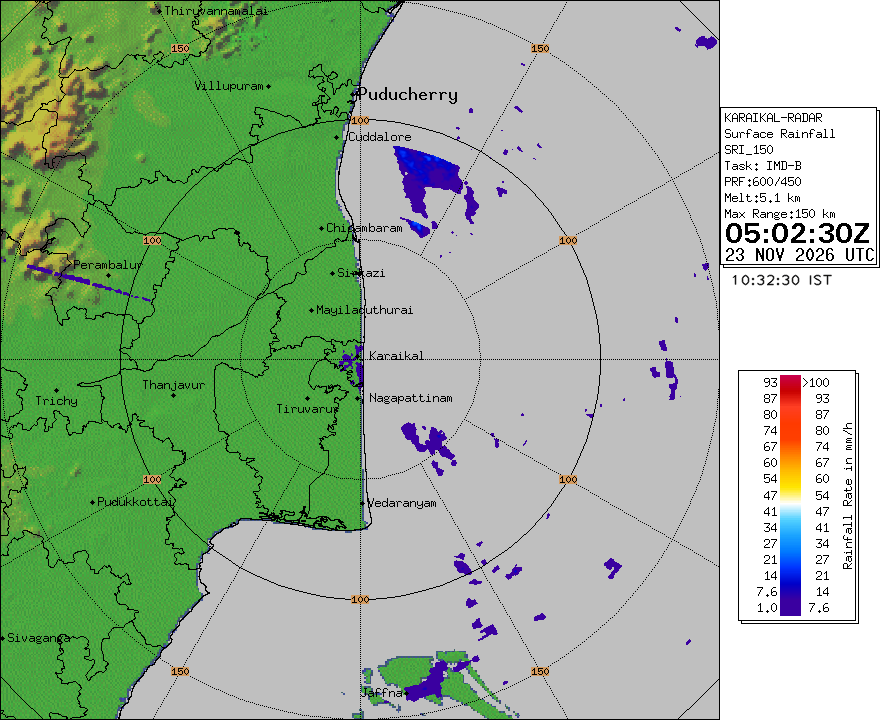 Thiruvannamalai
150
150
Villupuram
Puducherry
100
Cuddalore
Chidambaram
100
100
Perambalur
Sirkazi
Mayiladuthurai
Karaikal
Thanjavur
Trichy
Nagapattinam
Tiruvarur
100
100
Pudukkottai
Vedaranyam
100
Sivaganga
150
150
Jaffna
KARAIKAL-RADAR
Surface Rainfall
SRI_150
Task: IMD-B
PRF:600/450
Melt:5.1 km
Max Range:150 km
05:02:30Z
23 NOV 2026 UTC
10:32:30 IST
93 >100
87 93
80 87
74 80
67 74
60 67
54 60
47 54
41 47
34 41
27 34
21 27
14 21
7.6 14
1.0 7.6
Rainfall Rate in mm/h